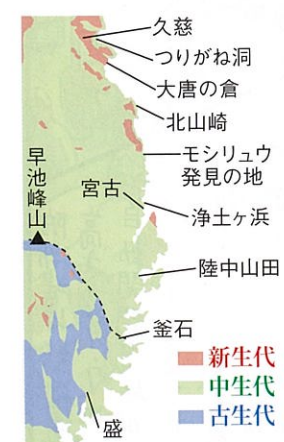 久慈
つりがね洞
大唐の倉
北山崎
モシリュウ
発見の地
早池峰山
宮古
浄土ヶ浜
陸中山田
釜石
新生代
中生代
古生代
盛